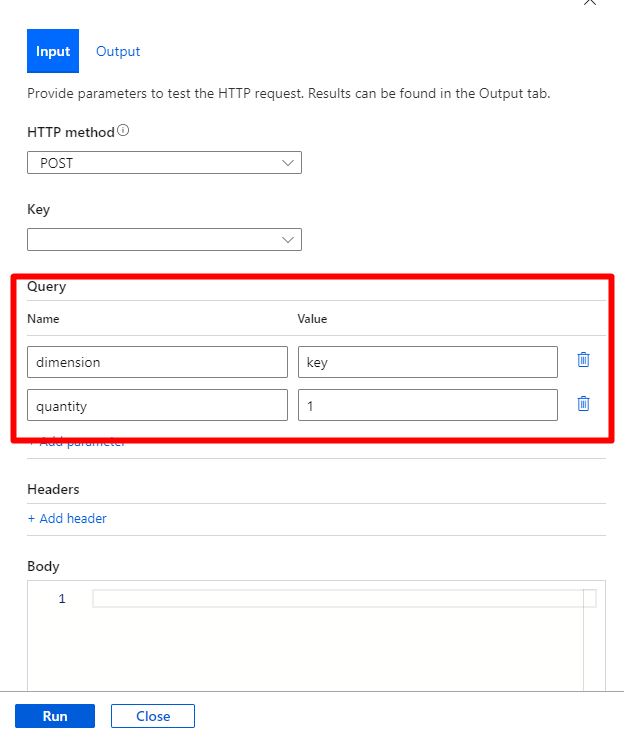 Input Output
Provide parameters to test the HTTP request. Results can be found in the Output tab.
HTTP method
POST
Key
Query
Name Value
dimension key
quantity 1
+ Add parameter
Headers
+ Add header
Body
1
Run Close